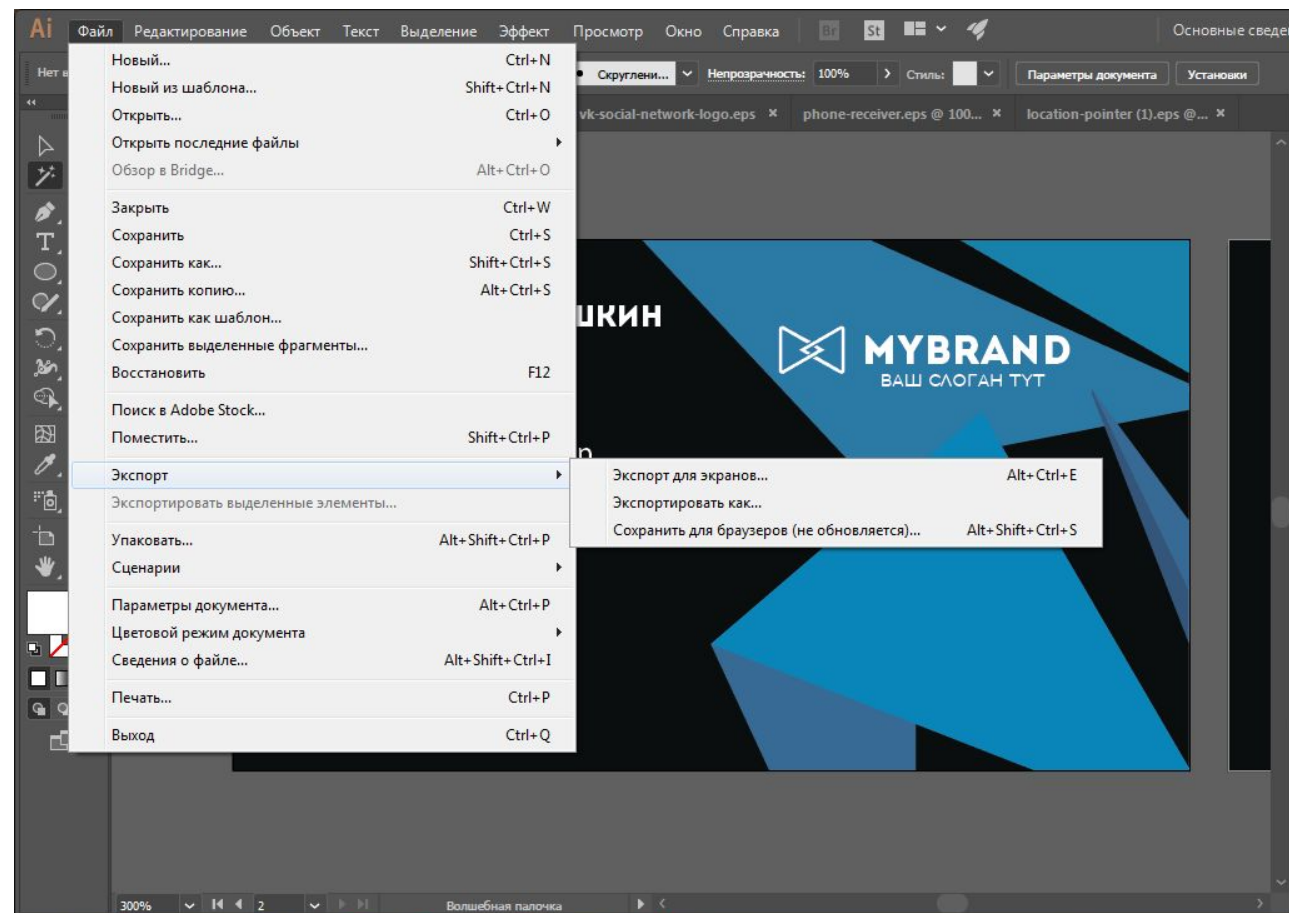 Ai Файл Редактирование Объект Текст Выделение Эффект Просмотр Окно Справка Br St Основные
Нет Скруглени... Непрозрачность: 100% Стиль: Параметры документа Установки
vk-social-network-logo.eps × phone-receiver.eps @ 100... × location-pointer (1).eps @... ×
Новый... Ctrl+N
Новый из шаблона... Shift+Ctrl+N
Открыть... Ctrl+O
Открыть последние файлы
Обзор в Bridge... Alt+Ctrl+O
Закрыть Ctrl+W
Сохранить Ctrl+S
Сохранить как... Shift+Ctrl+S
Сохранить копию... Alt+Ctrl+S
Сохранить как шаблон...
Сохранить выделенные фрагменты...
Восстановить F12
Поиск в Adobe Stock...
Поместить... Shift+Ctrl+P
Экспорт
Экспортировать выделенные элементы...
Упаковать... Alt+Shift+Ctrl+P
Сценарии
Параметры документа... Alt+Ctrl+P
Цветовой режим документа
Сведения о файле... Alt+Shift+Ctrl+I
Печать... Ctrl+P
Выход Ctrl+Q
Экспорт для экранов... Alt+Ctrl+E
Экспортировать как...
Сохранить для браузеров (не обновляется)... Alt+Shift+Ctrl+S
шкин
MYBRAND
ВАШ СЛОГАН ТУТ
300% 2 Волшебная палочка